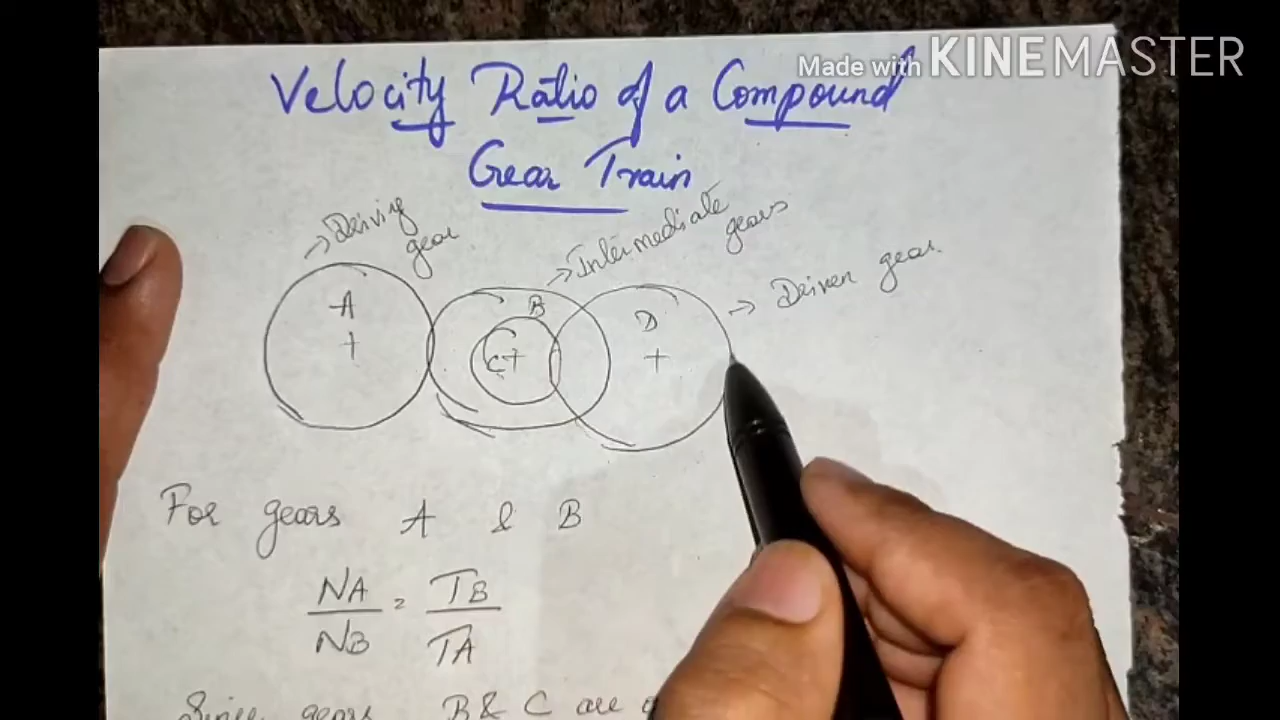 Made with KINEMASTER
Velocity Ratio of a Compound
Gear Train
→ Driving
gear
→ Intermediate
gears
→ Driven gear
A
B
C
D
For gears A & B
NA = TB
NB TA
Since gears B & C are